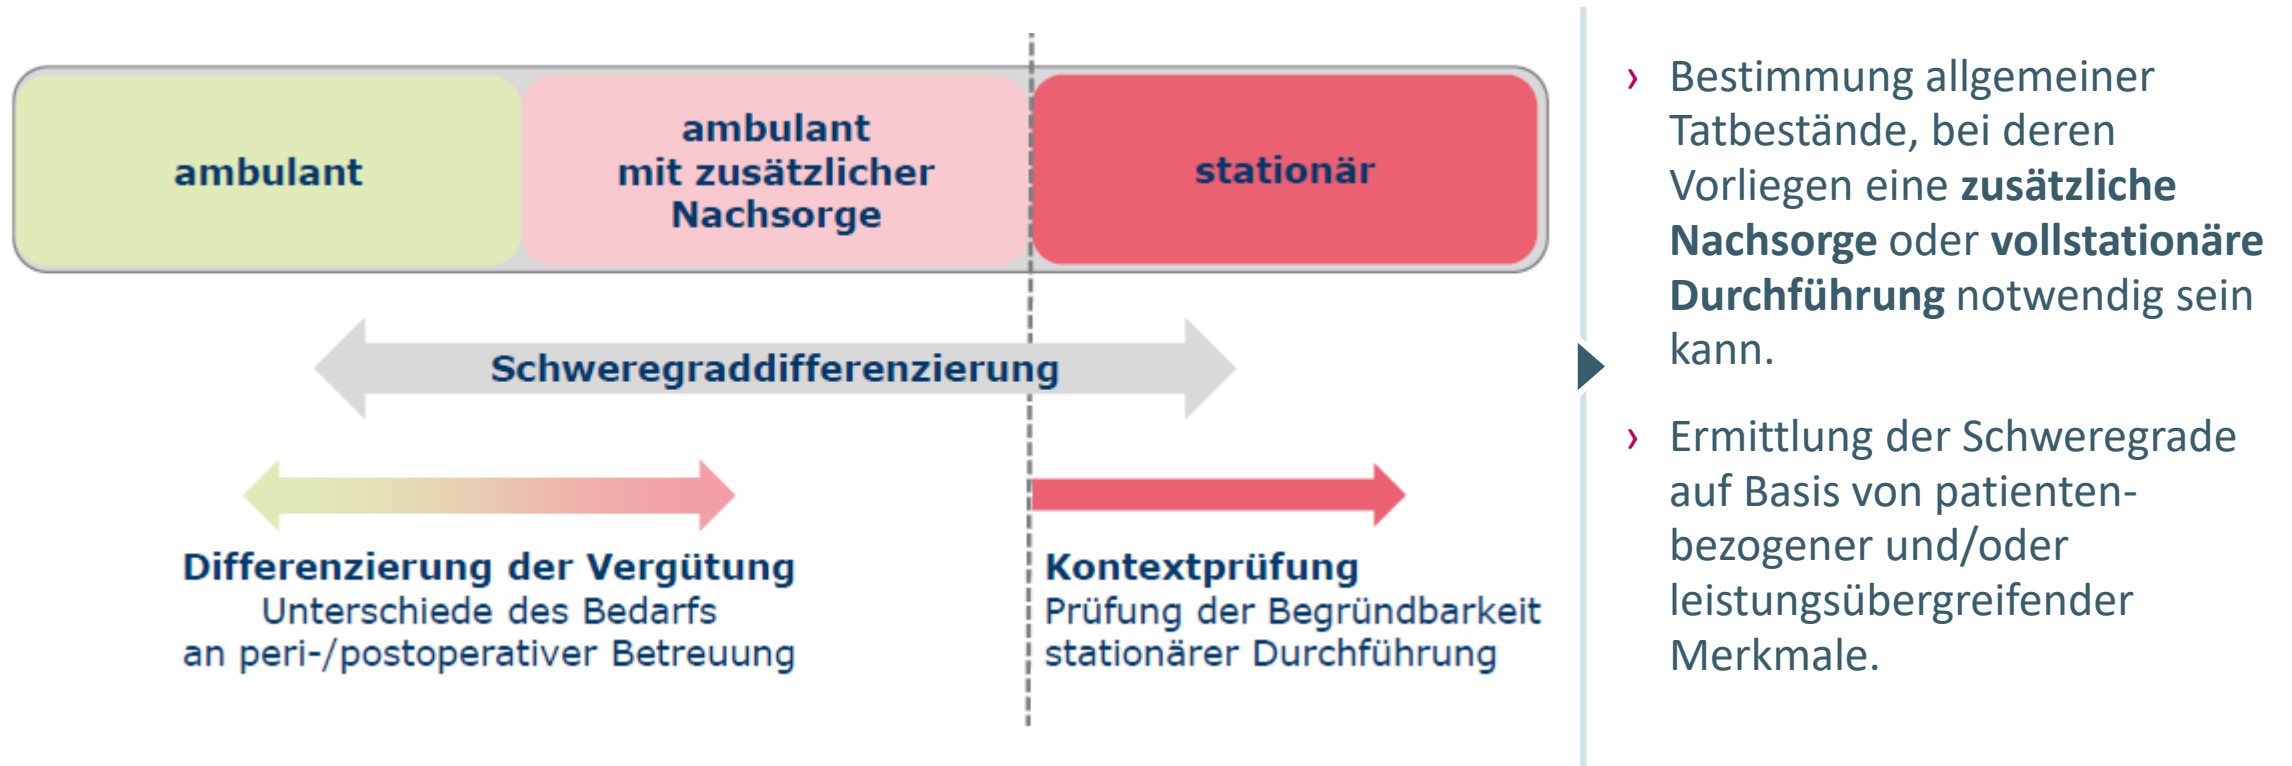 ambulant
ambulant
mit zusätzlicher
Nachsorge
stationär
Schweregraddifferenzierung
Differenzierung der Vergütung
Unterschiede des Bedarfs
an peri-/postoperativer Betreuung
Kontextprüfung
Prüfung der Begründbarkeit
stationärer Durchführung
› Bestimmung allgemeiner
Tatbestände, bei deren
Vorliegen eine zusätzliche
Nachsorge oder vollstationäre
Durchführung notwendig sein
kann.
› Ermittlung der Schweregrade
auf Basis von patienten-
bezogener und/oder
leistungsübergreifender
Merkmale.